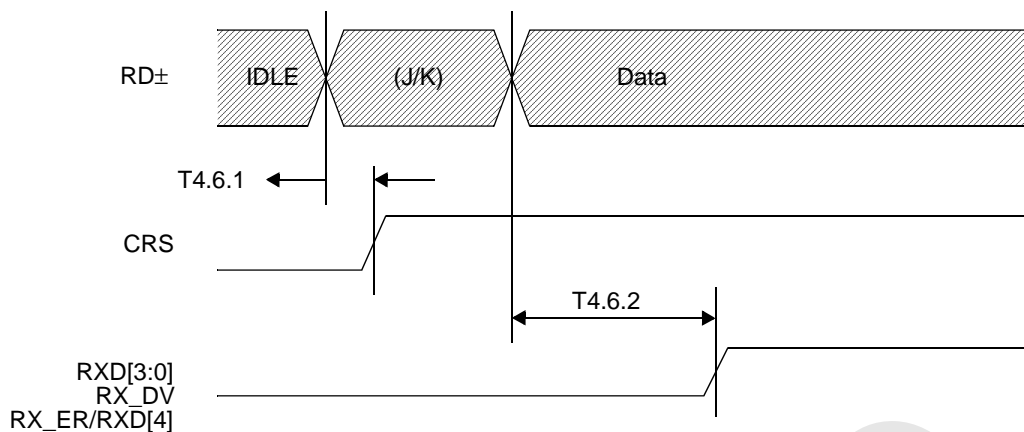 RD±
IDLE
(J/K)
Data
T4.6.1
CRS
T4.6.2
RXD[3:0]
RX_DV
RX_ER/RXD[4]